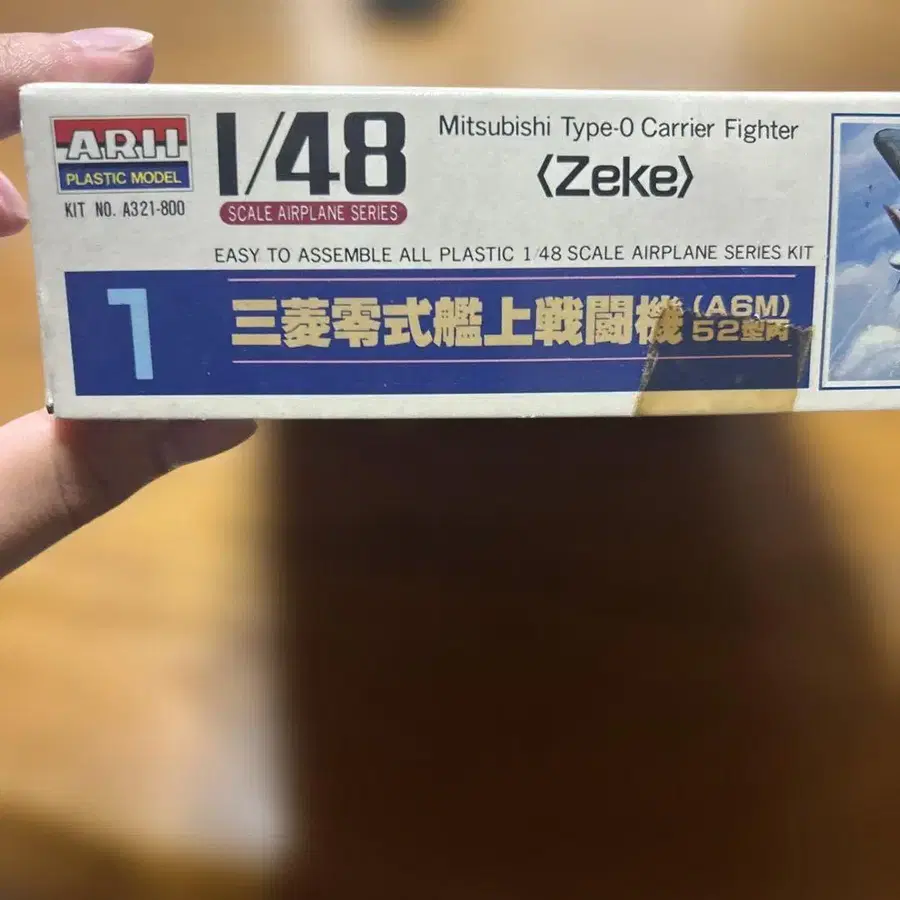 ARII
PLASTIC MODEL
KIT NO. A321-800
1/48
SCALE AIRPLANE SERIES
Mitsubishi Type-0 Carrier Fighter
〈Zeke〉
EASY TO ASSEMBLE ALL PLASTIC 1/48 SCALE AIRPLANE SERIES KIT
1
三菱零式艦上戦闘機 (A6M)
52型丙